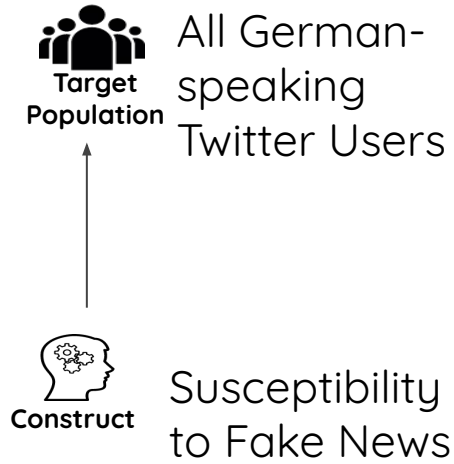 Target
Population
All German-
speaking
Twitter Users
Construct
Susceptibility
to Fake News